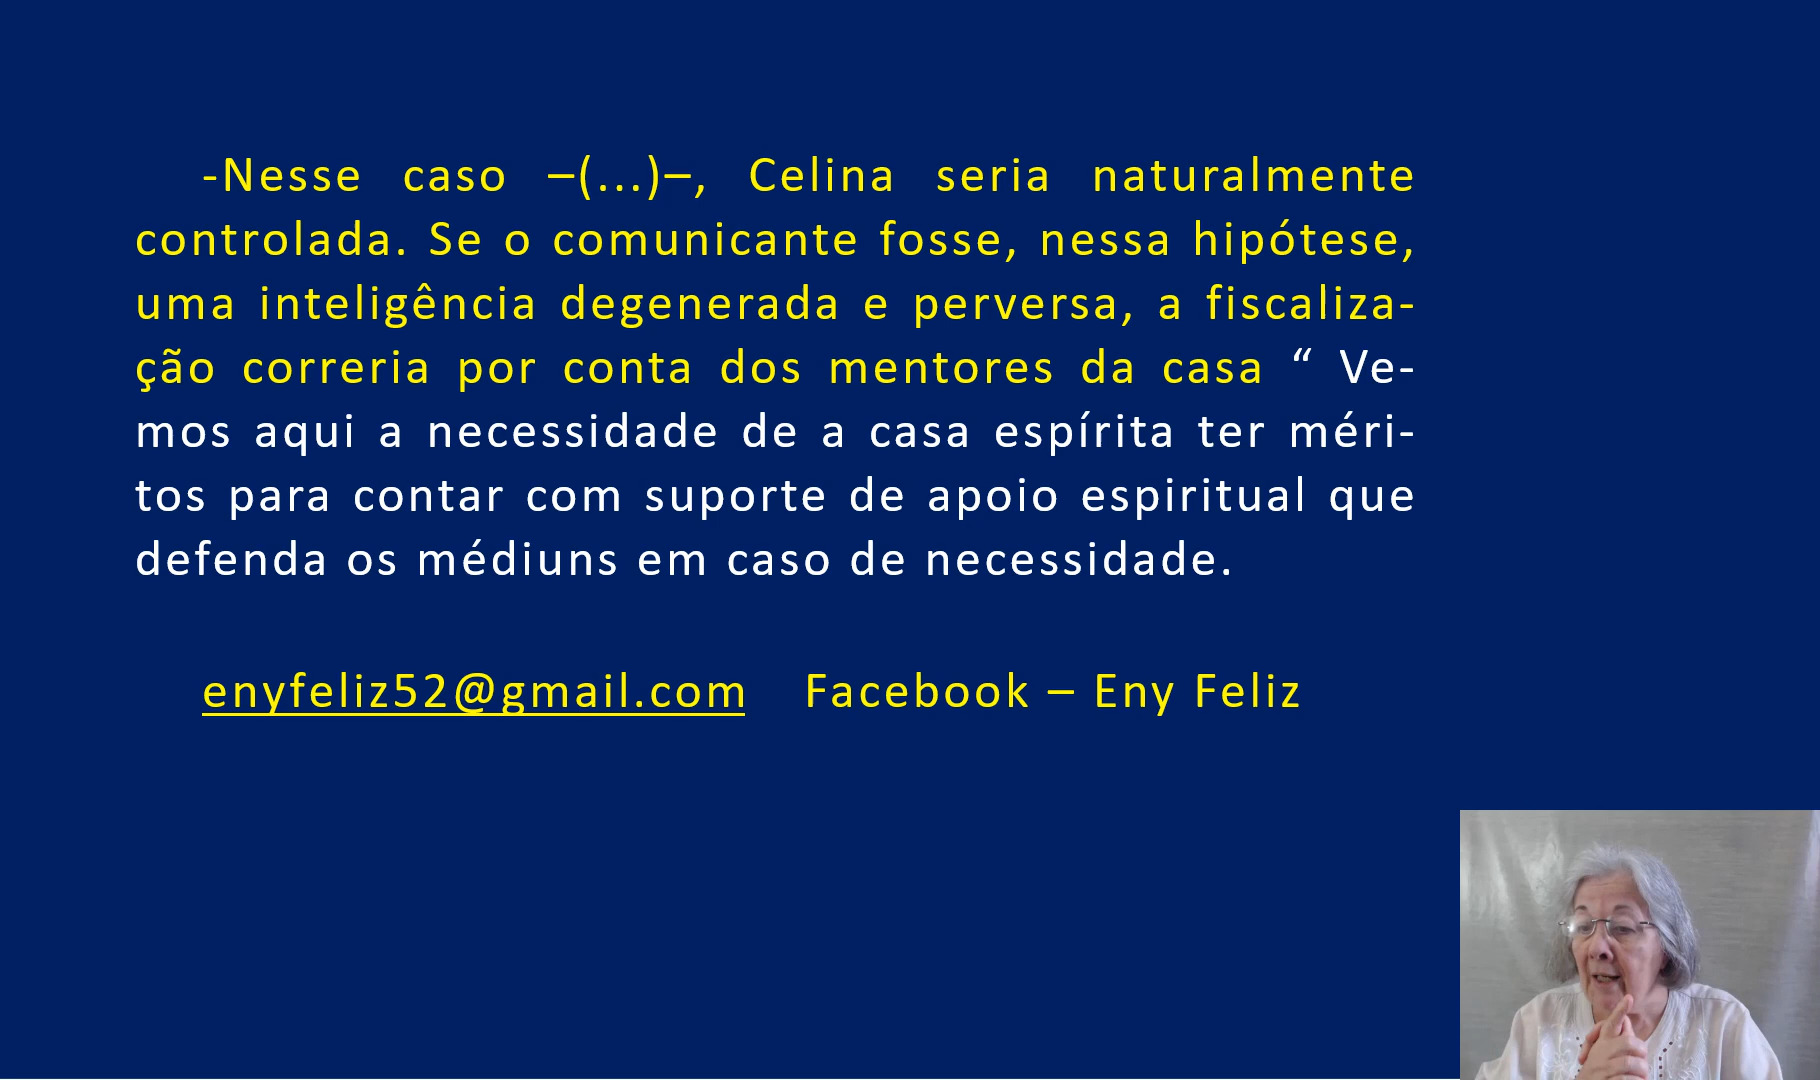 -Nesse caso –(...)–, Celina seria naturalmente
controlada. Se o comunicante fosse, nessa hipótese,
uma inteligência degenerada e perversa, a fiscaliza-
ção correria por conta dos mentores da casa “ Ve-
mos aqui a necessidade de a casa espírita ter méri-
tos para contar com suporte de apoio espiritual que
defenda os médiuns em caso de necessidade.
enyfeliz52@gmail.com Facebook – Eny Feliz